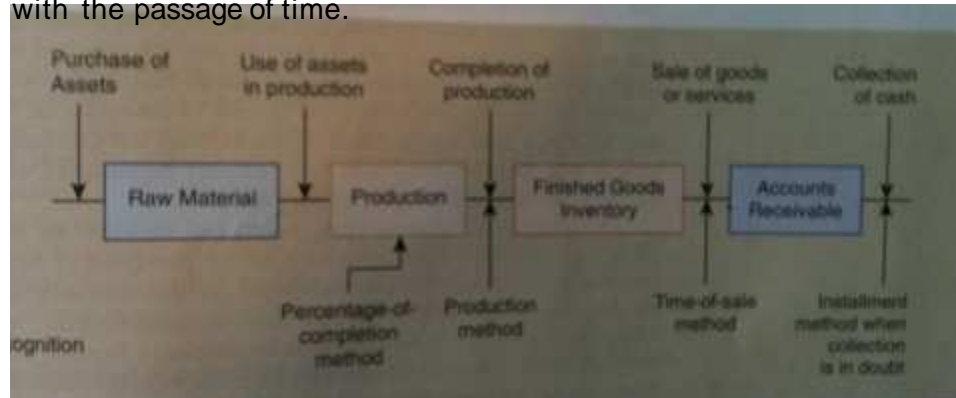 with the passage of time.
Purchase of
Assets
Use of assets
in production
Completion of
production
Sale of goods
or services
Collection
of cash
Raw Material
Production
Finished Goods
Inventory
Accounts
Receivable
Percentage-of-
completion
method
Production
method
Time-of-sale
method
Installment
method when
collection
is in doubt
ognition